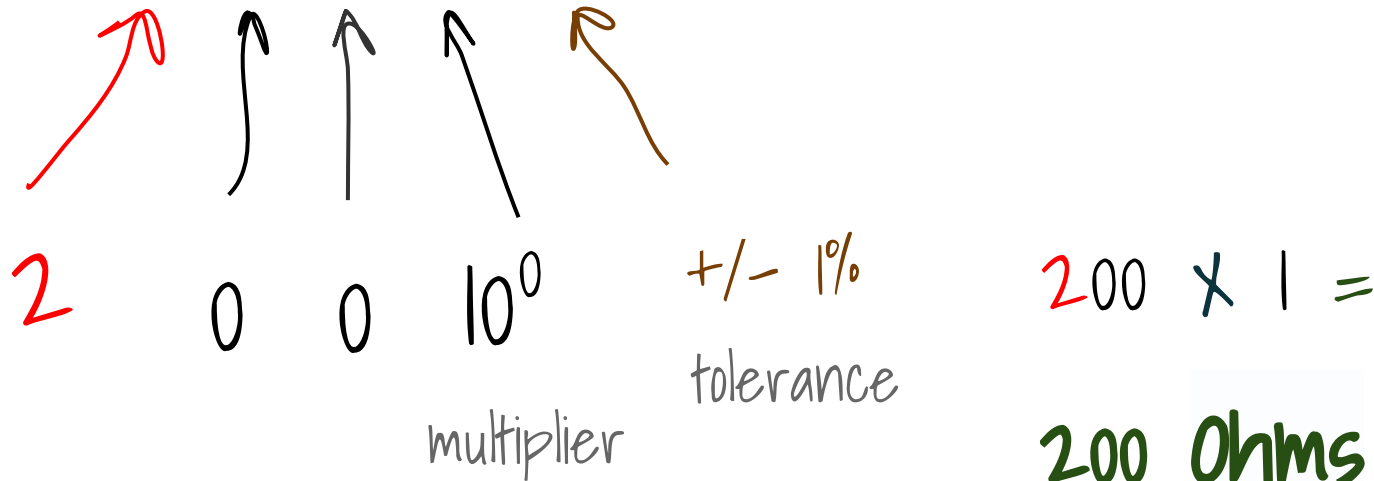 2 0 0 10⁰ +/- 1% 200 x 1 =
tolerance
multiplier
200 Ohms